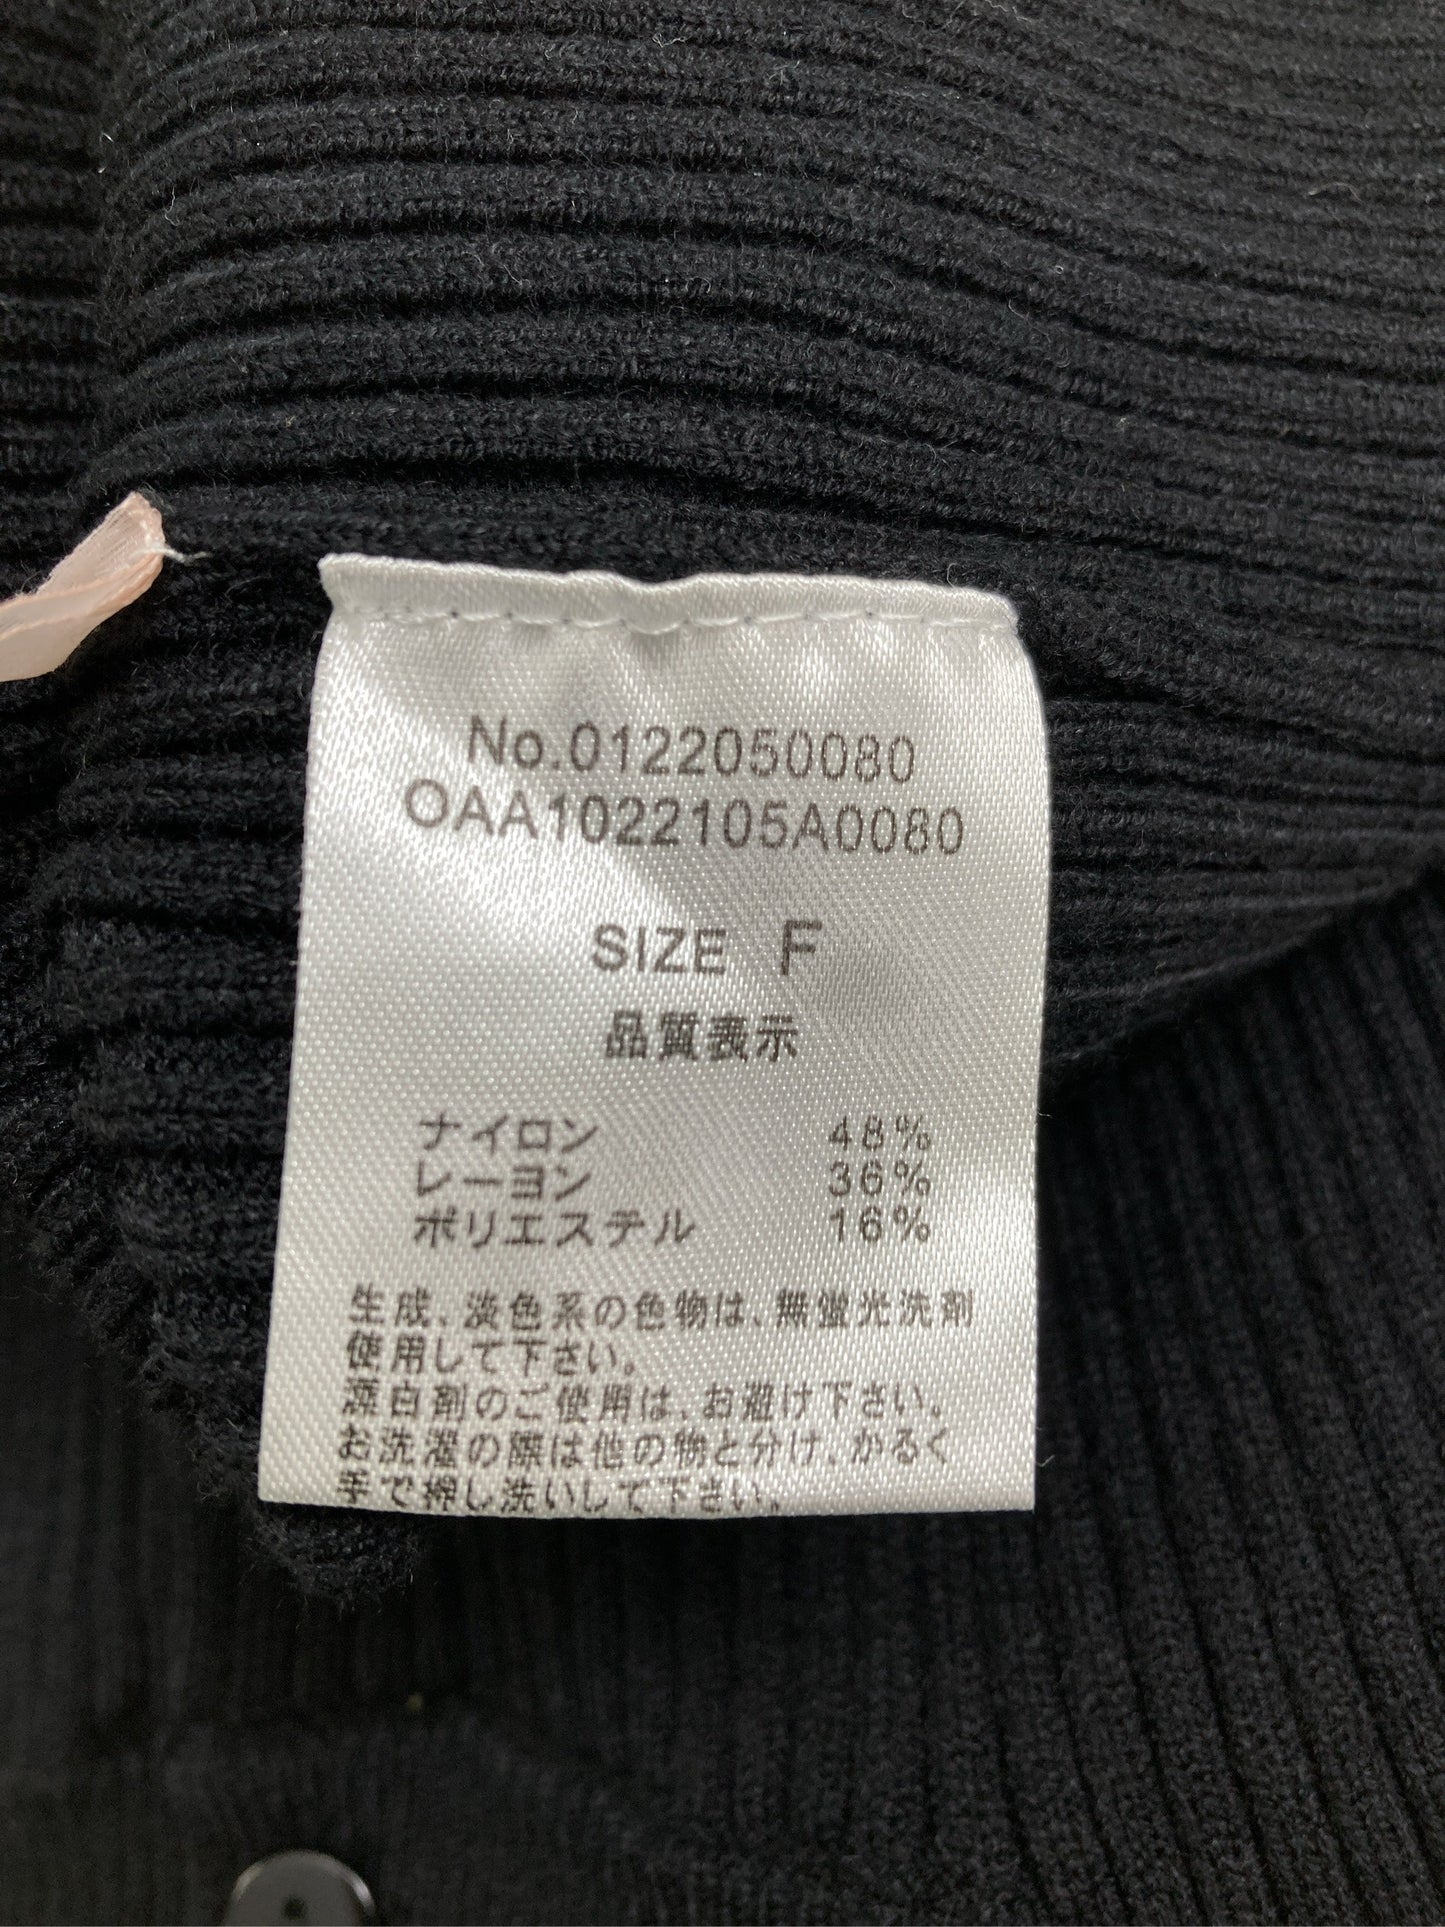 No.0122050080
OAA1022105A0080
SIZE F
品質表示
ナイロン 48%
レーヨン 36%
ポリエステル 16%
生成、淡色系の色物は、無蛍光洗剤
使用して下さい。
漂白剤のご使用は、お避け下さい。
お洗濯の際は他の物と分け、かるく
手で押し洗いして下さい。